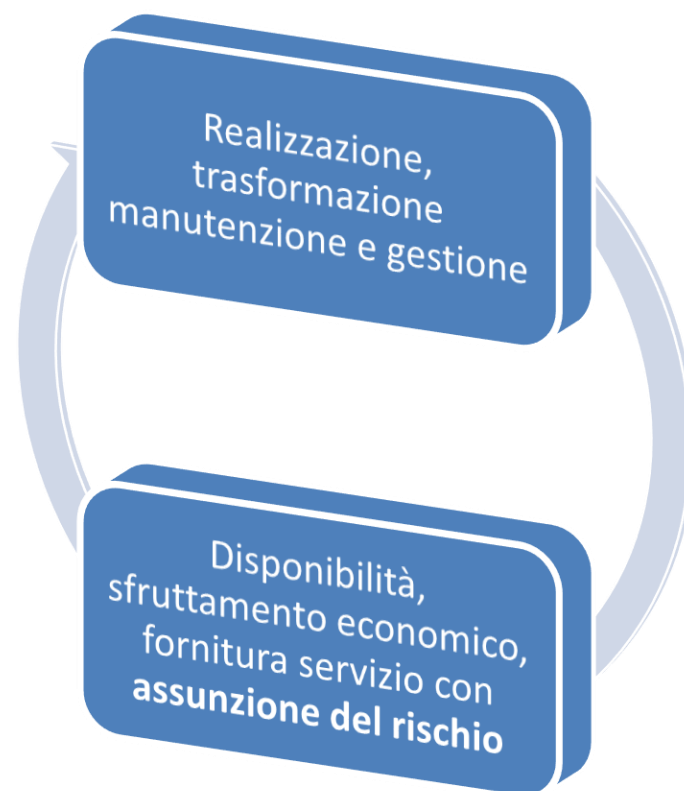 Realizzazione,
trasformazione
manutenzione e gestione
Disponibilità,
sfruttamento economico,
fornitura servizio con
assunzione del rischio